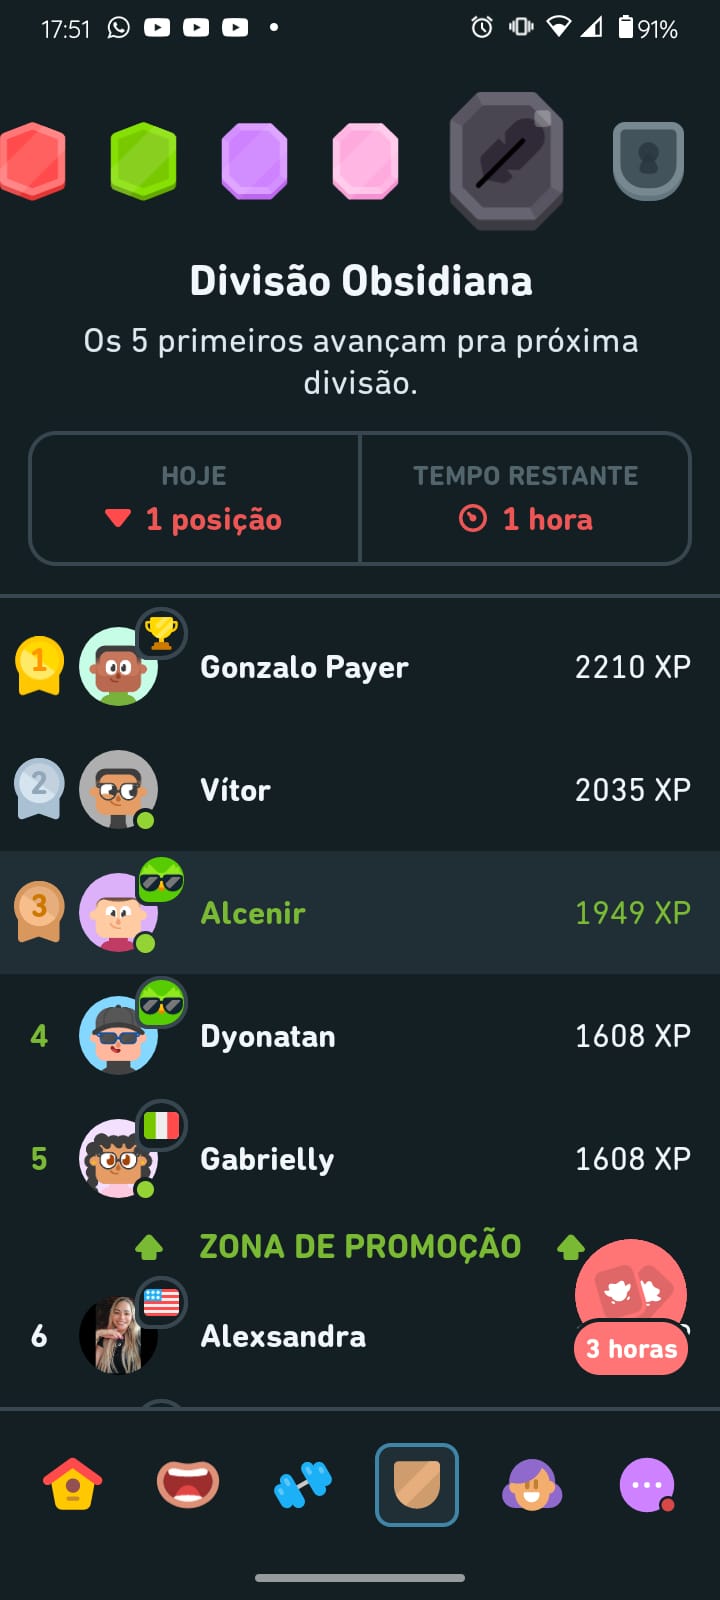 17:51
91%
Divisão Obsidiana
Os 5 primeiros avançam pra próxima
divisão.
HOJE
1 posição
TEMPO RESTANTE
1 hora
1 Gonzalo Payer 2210 XP
2 Vítor 2035 XP
3 Alcenir 1949 XP
4 Dyonatan 1608 XP
5 Gabrielly 1608 XP
ZONA DE PROMOÇÃO
6 Alexsandra
3 horas